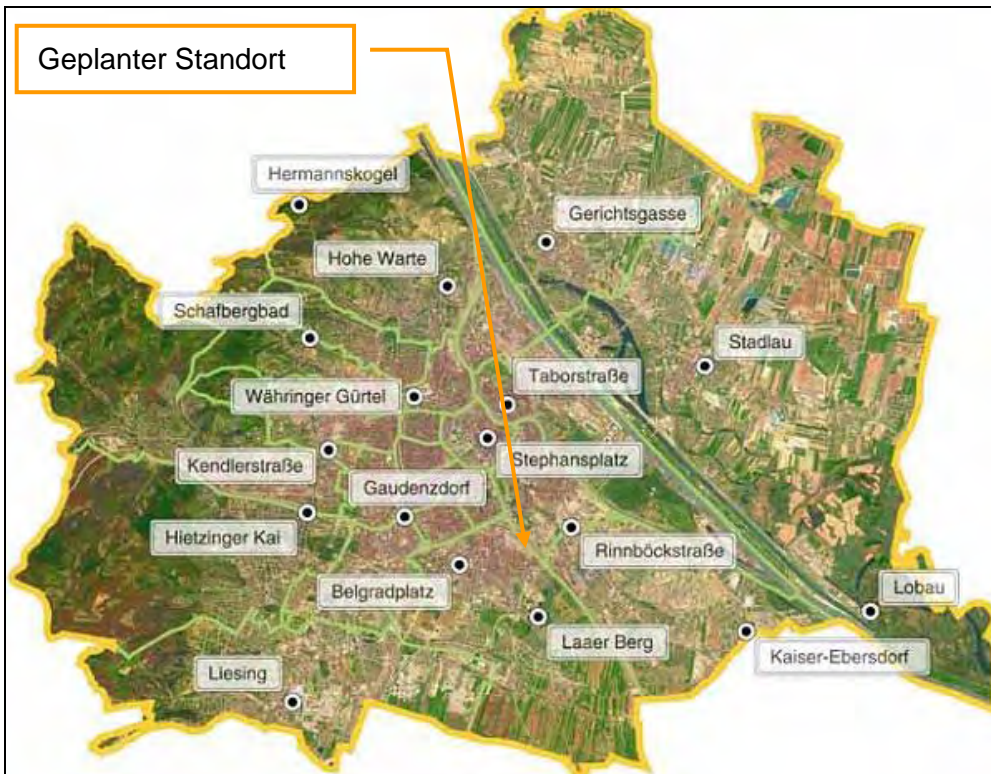 Geplanter Standort
Hermannskogel
Gerichtsgasse
Hohe Warte
Schafbergbad
Stadlau
Taborstraße
Währinger Gürtel
Stephansplatz
Kendlerstraße
Gaudenzdorf
Hietzinger Kai
Rinnböckstraße
Belgradplatz
Lobau
Laaer Berg
Kaiser-Ebersdorf
Liesing